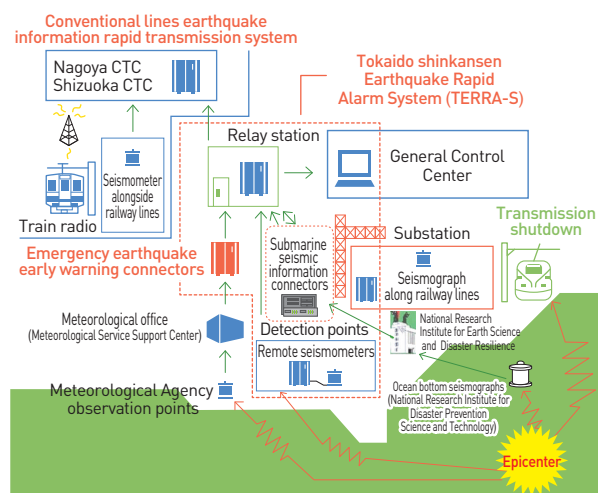 Conventional lines earthquake
information rapid transmission system
Nagoya CTC
Shizuoka CTC
Tokaido shinkansen
Earthquake Rapid
Alarm System (TERRA-S)
Relay station
General Control
Center
Seismometer
alongside
railway lines
Train radio
Emergency earthquake
early warning connectors
Submarine
seismic
information
connectors
Substation
Seismograph
along railway lines
Transmission
shutdown
Meteorological office
(Meteorological Service Support Center)
Detection points
Remote seismometers
National Research
Institute for Earth Science
and Disaster Resilience
Meteorological Agency
observation points
Ocean bottom seismographs
(National Research Institute for
Disaster Prevention
Science and Technology)
Epicenter